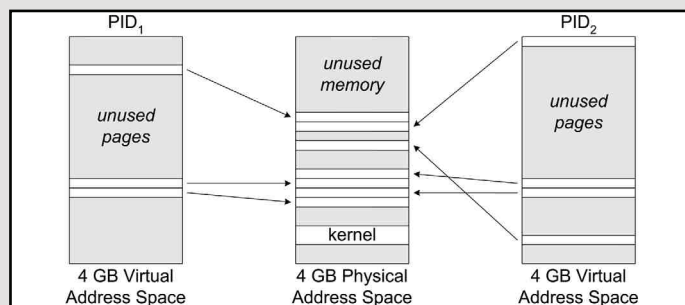 PID1
PID2
unused
pages
unused
memory
unused
pages
kernel
4 GB Virtual
Address Space
4 GB Physical
Address Space
4 GB Virtual
Address Space